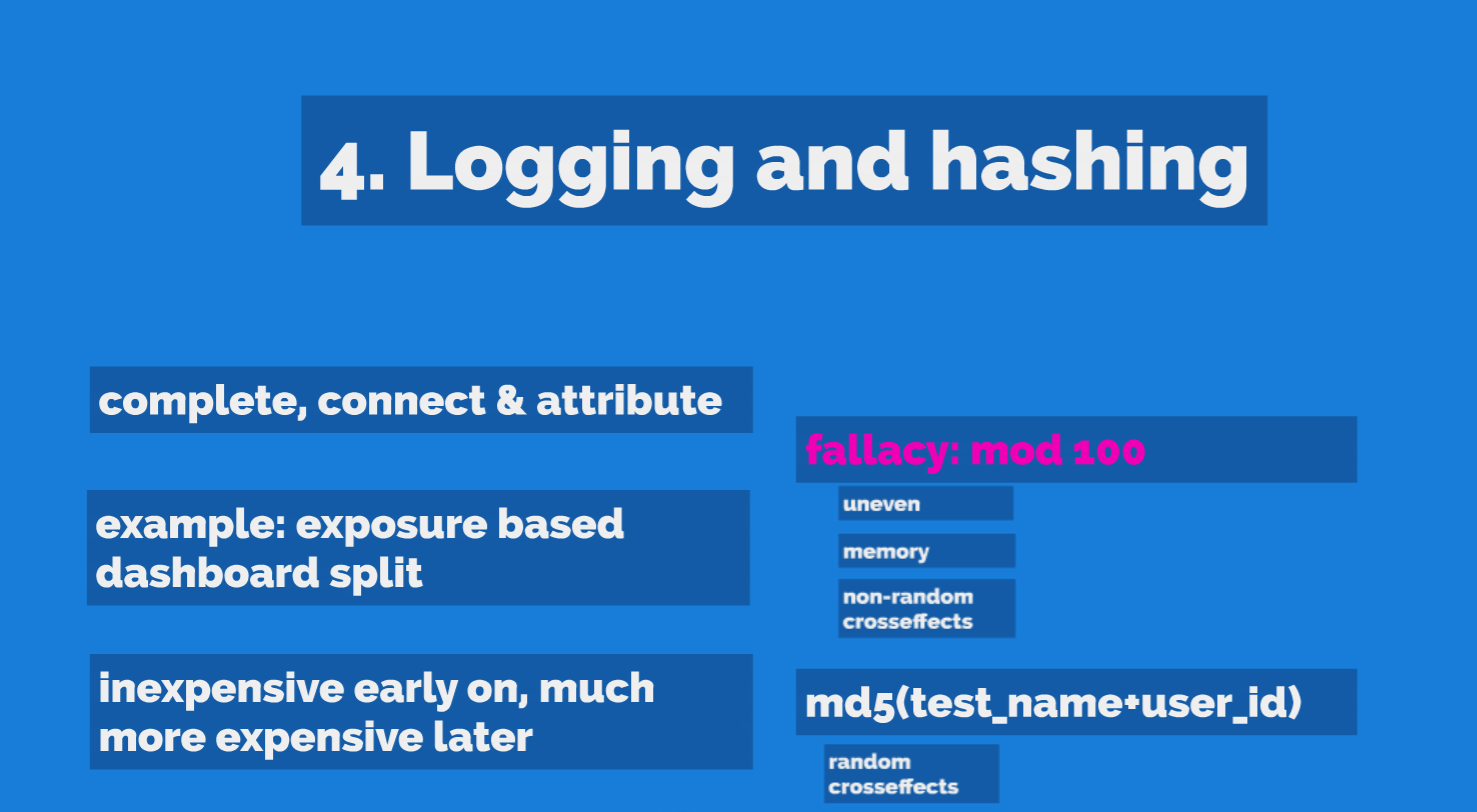 4. Logging and hashing
complete, connect & attribute
example: exposure based
dashboard split
inexpensive early on, much
more expensive later
fallacy: mod 100
uneven
memory
non-random
crosseffects
md5(test_name+user_id)
random
crosseffects